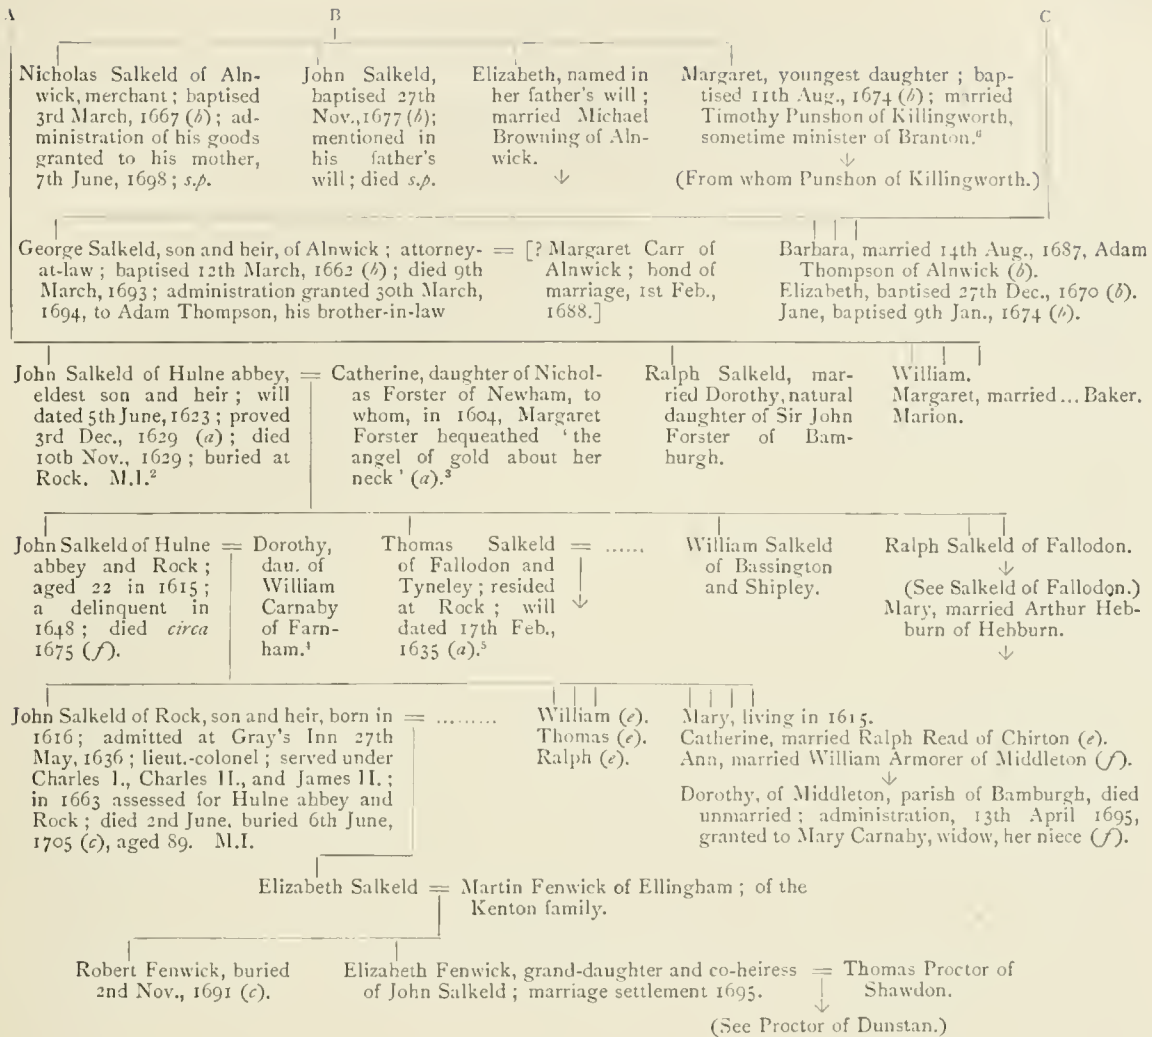 A
B
C
Nicholas Salkeld of Aln-
wick, merchant; baptised
3rd March, 1667 (b); ad-
ministration of his goods
granted to his mother,
7th June, 1698; s.p.
John Salkeld,
baptised 27th
Nov., 1677 (b);
mentioned in
his father's
will; died s.p.
Elizabeth, named in
her father's will;
married Michael
Browning of Aln-
wick.
Margaret, youngest daughter; bap-
tised 11th Aug., 1674 (b); married
Timothy Punshon of Killingworth,
sometime minister of Branton.⁶
(From whom Punshon of Killingworth.)
George Salkeld, son and heir, of Alnwick; attorney-
at-law; baptised 12th March, 1662 (b); died 9th
March, 1693; administration granted 30th March,
1694, to Adam Thompson, his brother-in-law
= [? Margaret Carr of
Alnwick; bond of
marriage, 1st Feb.,
1688.]
Barbara, married 14th Aug., 1687, Adam
Thompson of Alnwick (b).
Elizabeth, baptised 27th Dec., 1670 (b).
Jane, baptised 9th Jan., 1674 (b).
John Salkeld of Hulne abbey,
eldest son and heir; will
dated 5th June, 1623; proved
3rd Dec., 1629 (a); died
10th Nov., 1629; buried at
Rock. M.I.²
= Catherine, daughter of Nichol-
as Forster of Newham, to
whom, in 1604, Margaret
Forster bequeathed 'the
angel of gold about her
neck' (a).³
Ralph Salkeld, mar-
ried Dorothy, natural
daughter of Sir John
Forster of Bam-
burgh.
William.
Margaret, married ... Baker.
Marion.
John Salkeld of Hulne
abbey and Rock;
aged 22 in 1615;
a delinquent in
1648; died circa
1675 (f).
= Dorothy,
dau. of
William
Carnaby
of Farn-
ham.⁴
Thomas Salkeld
of Fallodon and
Tyneley; resided
at Rock; will
dated 17th Feb.,
1635 (a).⁵
= ......
William Salkeld
of Bassington
and Shipley.
Ralph Salkeld of Fallodon.
(See Salkeld of Fallodon.)
Mary, married Arthur Heb-
burn of Hebburn.
John Salkeld of Rock, son and heir, born in
1616; admitted at Gray's Inn 27th
May, 1636; lieut.-colonel; served under
Charles I., Charles II., and James II.;
in 1663 assessed for Hulne abbey and
Rock; died 2nd June, buried 6th June,
1705 (c), aged 89. M.I.
= .........
William (e).
Thomas (e).
Ralph (e).
Mary, living in 1615.
Catherine, married Ralph Read of Chirton (e).
Ann, married William Armorer of Middleton (f).
Dorothy, of Middleton, parish of Bamburgh, died
unmarried; administration, 13th April 1695,
granted to Mary Carnaby, widow, her niece (f).
Elizabeth Salkeld = Martin Fenwick of Ellingham; of the
Kenton family.
Robert Fenwick, buried
2nd Nov., 1691 (c).
Elizabeth Fenwick, grand-daughter and co-heiress
of John Salkeld; marriage settlement 1695.
= Thomas Proctor of
Shawdon.
(See Proctor of Dunstan.)